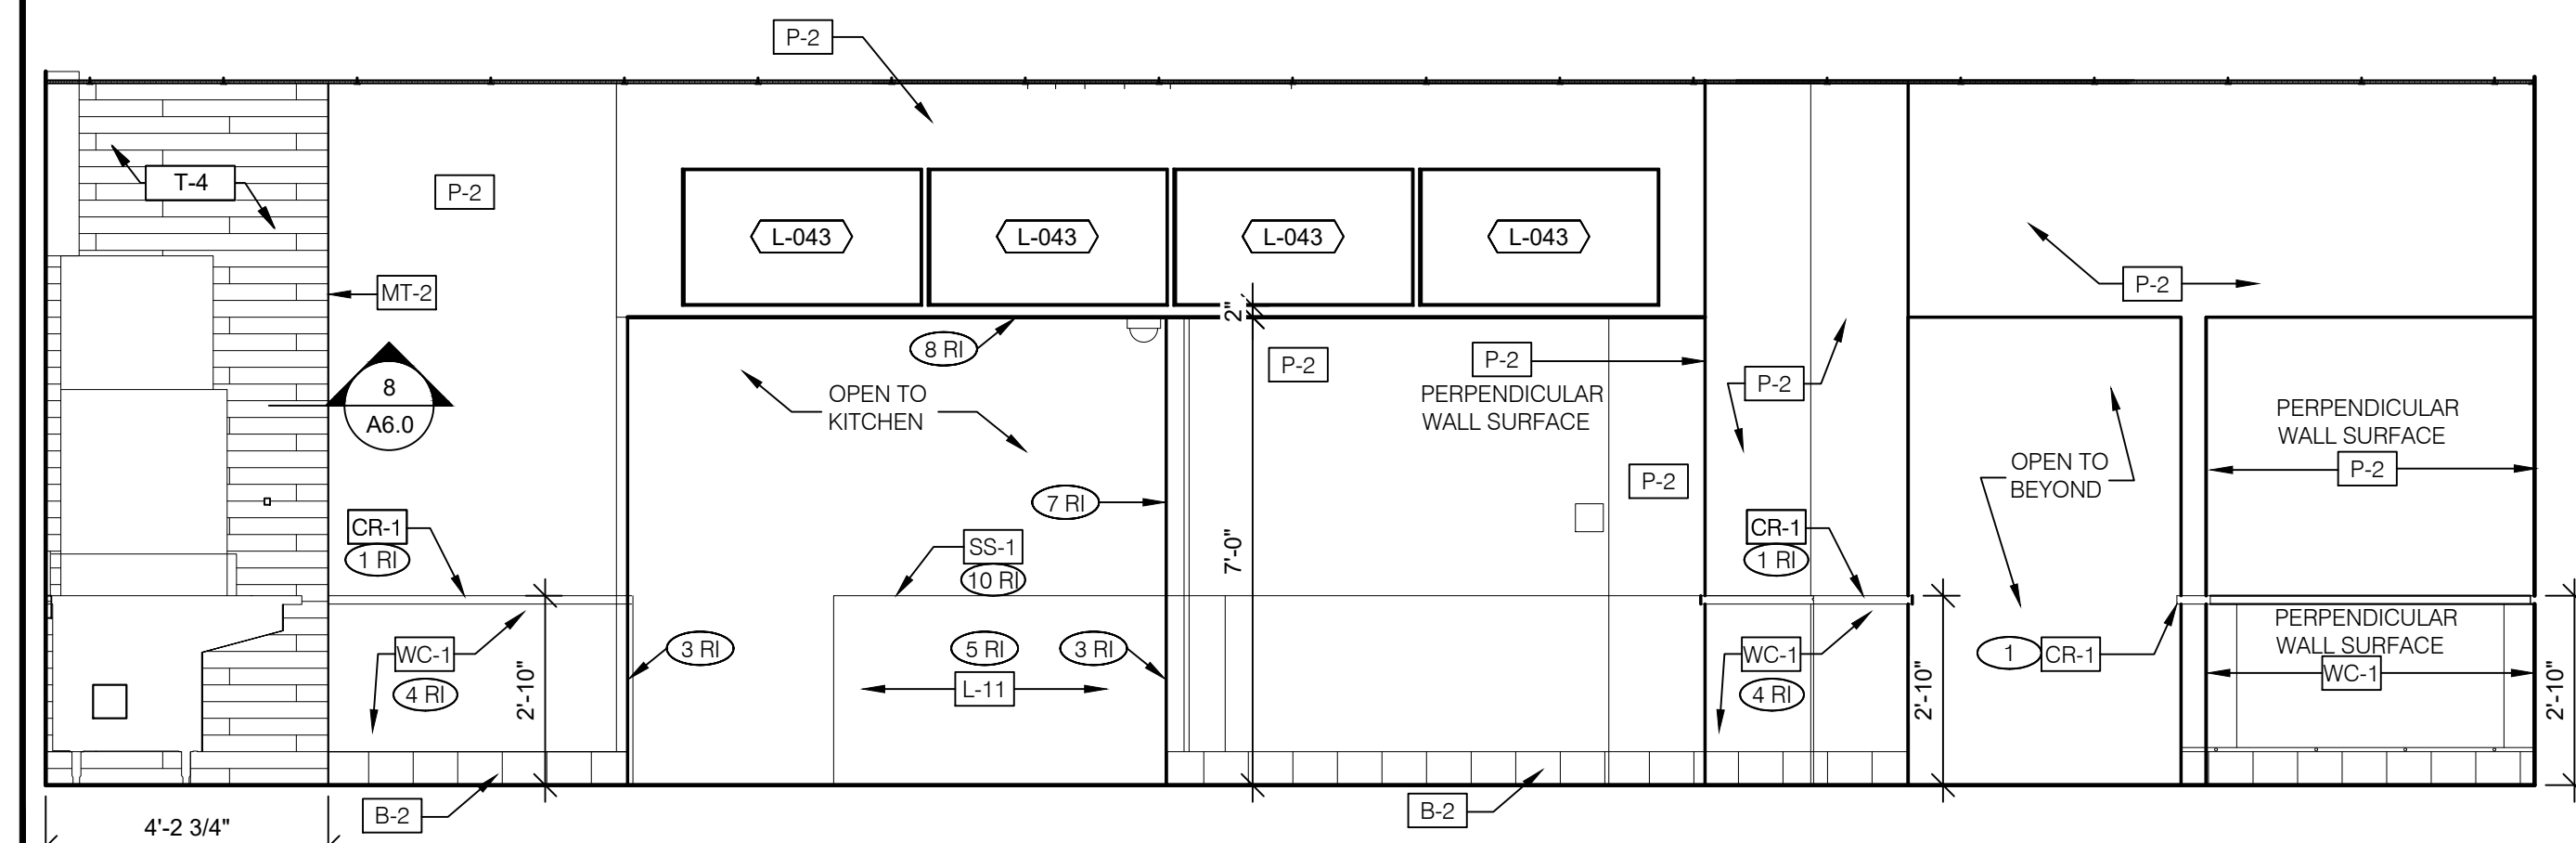 P-2
T-4
P-2
MT-2
8
A6.0
L-043
L-043
L-043
L-043
2"
P-2
8 RI
OPEN TO
KITCHEN
P-2
P-2
PERPENDICULAR
WALL SURFACE
P-2
P-2
7 RI
7'-0"
OPEN TO
BEYOND
PERPENDICULAR
WALL SURFACE
P-2
CR-1
1 RI
SS-1
10 RI
CR-1
1 RI
WC-1
4 RI
2'-10"
3 RI
5 RI
L-11
3 RI
WC-1
4 RI
2'-10"
1
CR-1
PERPENDICULAR
WALL SURFACE
WC-1
2'-10"
B-2
B-2
4'-2 3/4"